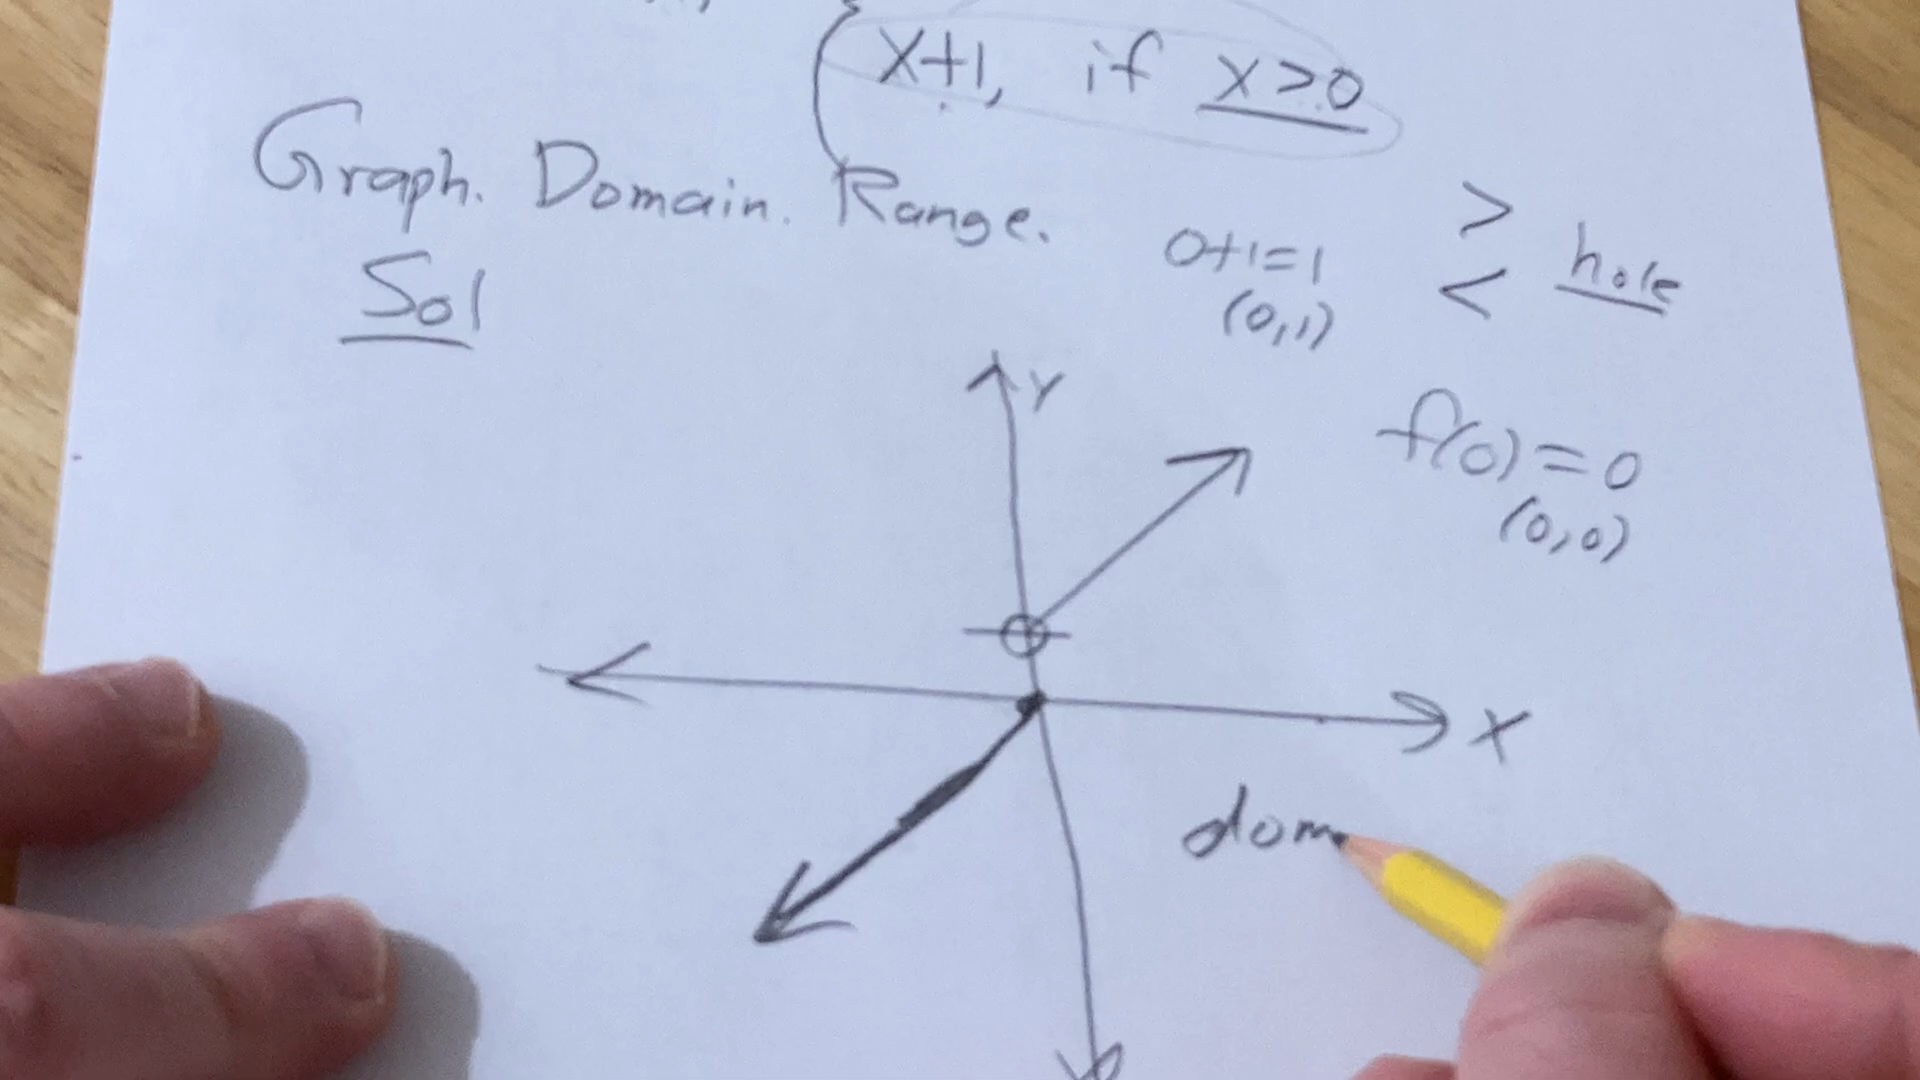 x+1, if x>0
Graph. Domain. Range.
Sol
0+1=1
(0,1)
>
< hole
Y
f(0)=0
(0,0)
X
dom